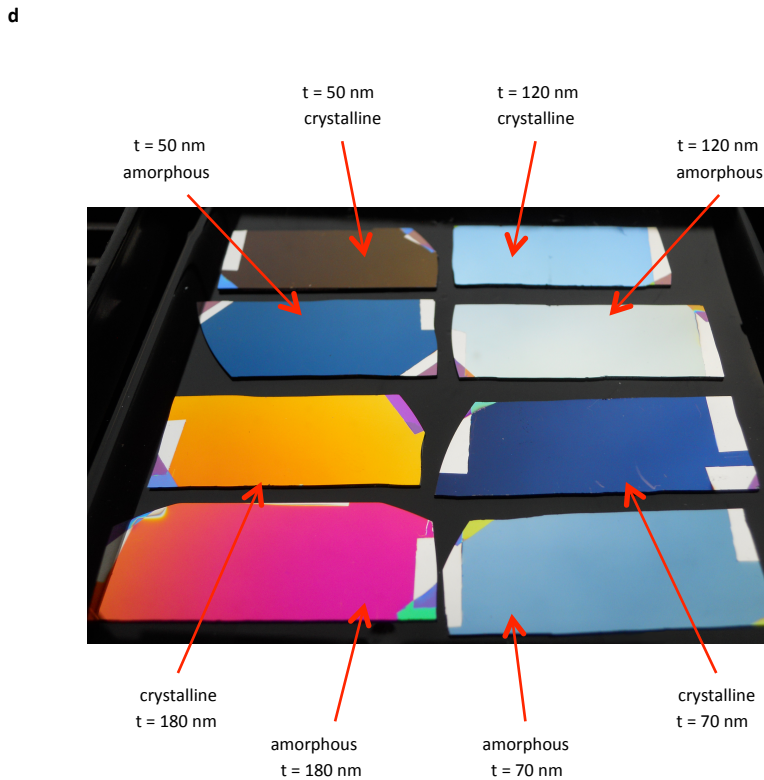 d
t = 50 nm
crystalline
t = 120 nm
crystalline
t = 50 nm
amorphous
t = 120 nm
amorphous
crystalline
t = 180 nm
amorphous
t = 180 nm
amorphous
t = 70 nm
crystalline
t = 70 nm